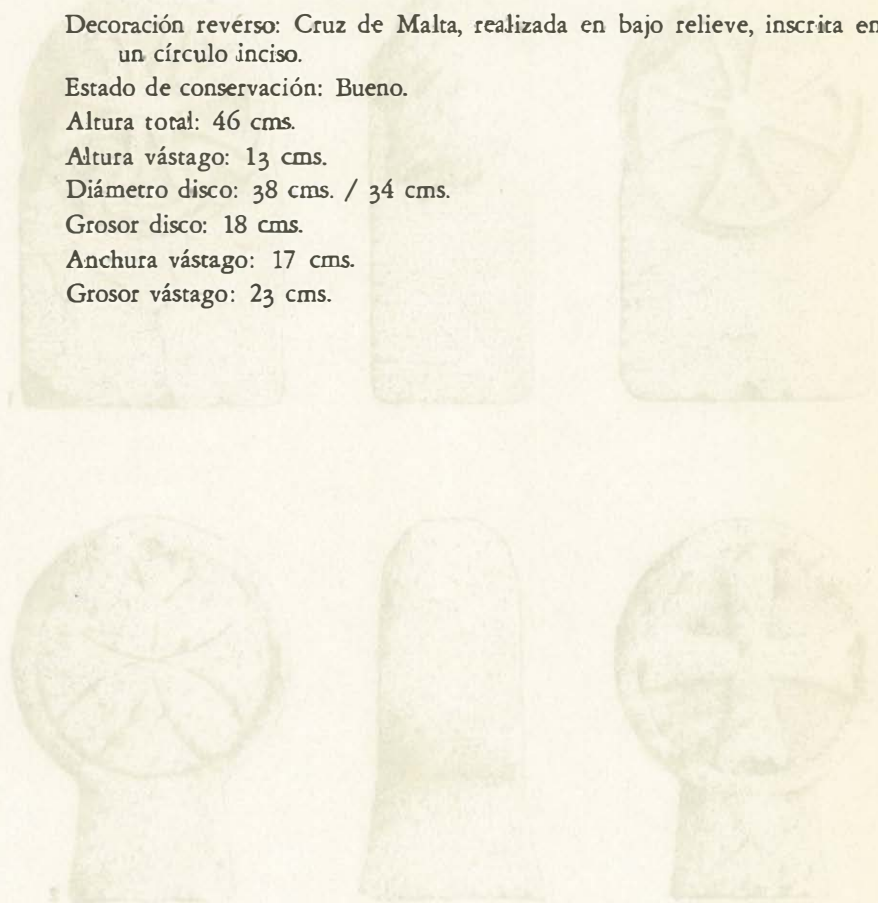 Decoración reverso: Cruz de Malta, realizada en bajo relieve, inscrita en
un círculo inciso.
Estado de conservación: Bueno.
Altura total: 46 cms.
Altura vástago: 13 cms.
Diámetro disco: 38 cms. / 34 cms.
Grosor disco: 18 cms.
Anchura vástago: 17 cms.
Grosor vástago: 23 cms.